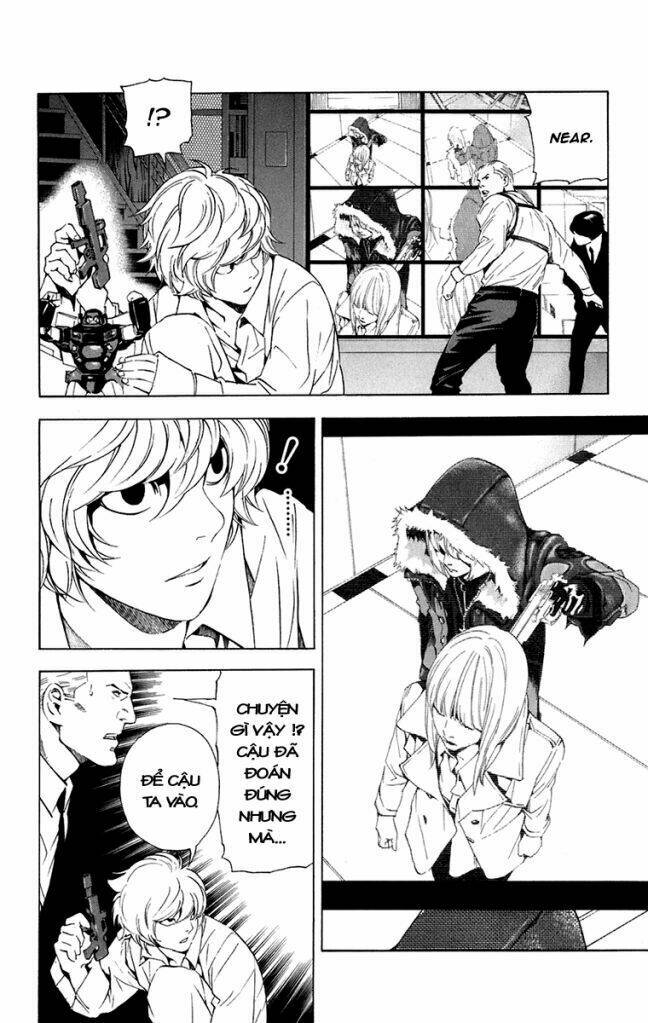 NEAR.
!?
!
CHUYỆN
GÌ VẬY !?
CẬU ĐÃ
ĐOÁN
ĐÚNG
NHƯNG
MÀ...
ĐỂ CẬU
TA VÀO.